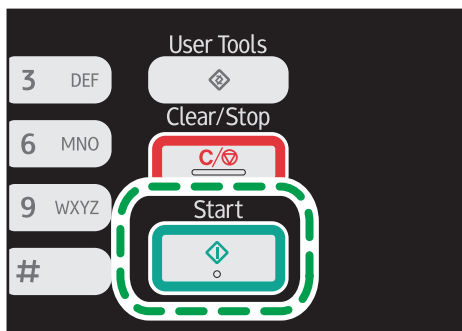 User Tools
3 DEF
Clear/Stop
6 MNO
C/
9 WXYZ
Start
#